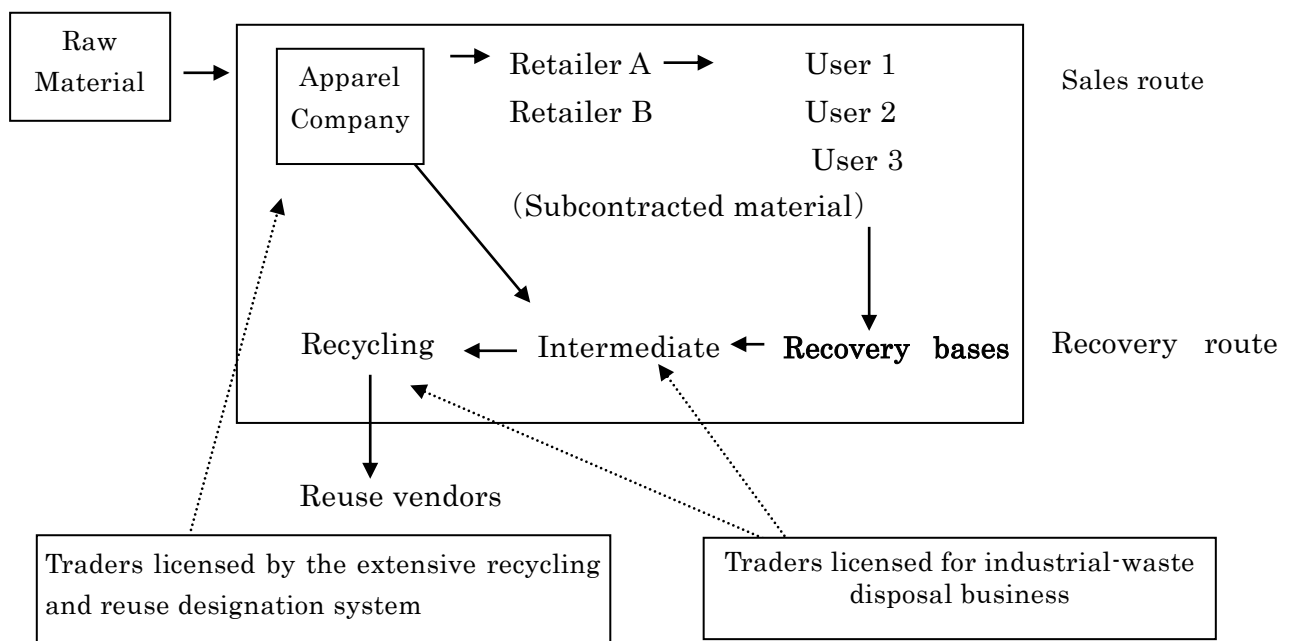 Raw
Material
Apparel
Company
Retailer A
Retailer B
User 1
User 2
User 3
Sales route
（Subcontracted material）
Recycling
Intermediate
Recovery bases
Recovery route
Reuse vendors
Traders licensed by the extensive recycling
and reuse designation system
Traders licensed for industrial-waste
disposal business